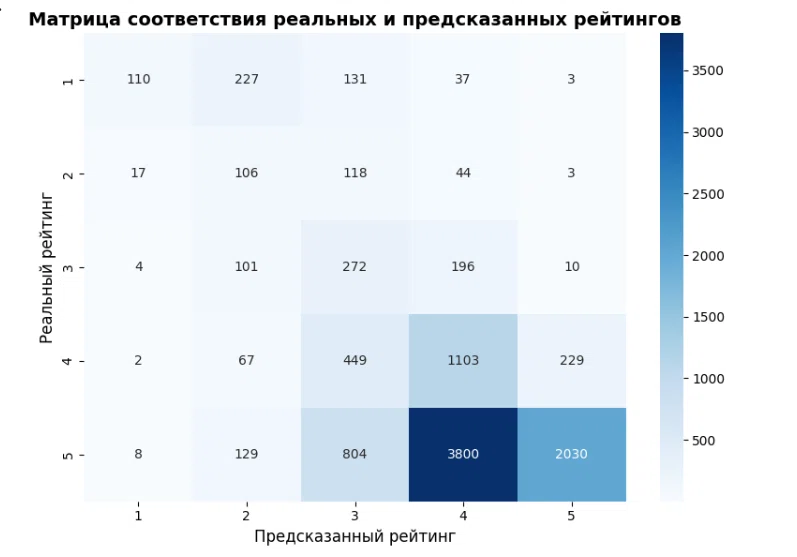 Матрица соответствия реальных и предсказанных рейтингов
1 110 227 131 37 3
2 17 106 118 44 3
3 4 101 272 196 10
4 2 67 449 1103 229
5 8 129 804 3800 2030
1 2 3 4 5
Предсказанный рейтинг
Реальный рейтинг
3500
3000
2500
2000
1500
1000
500